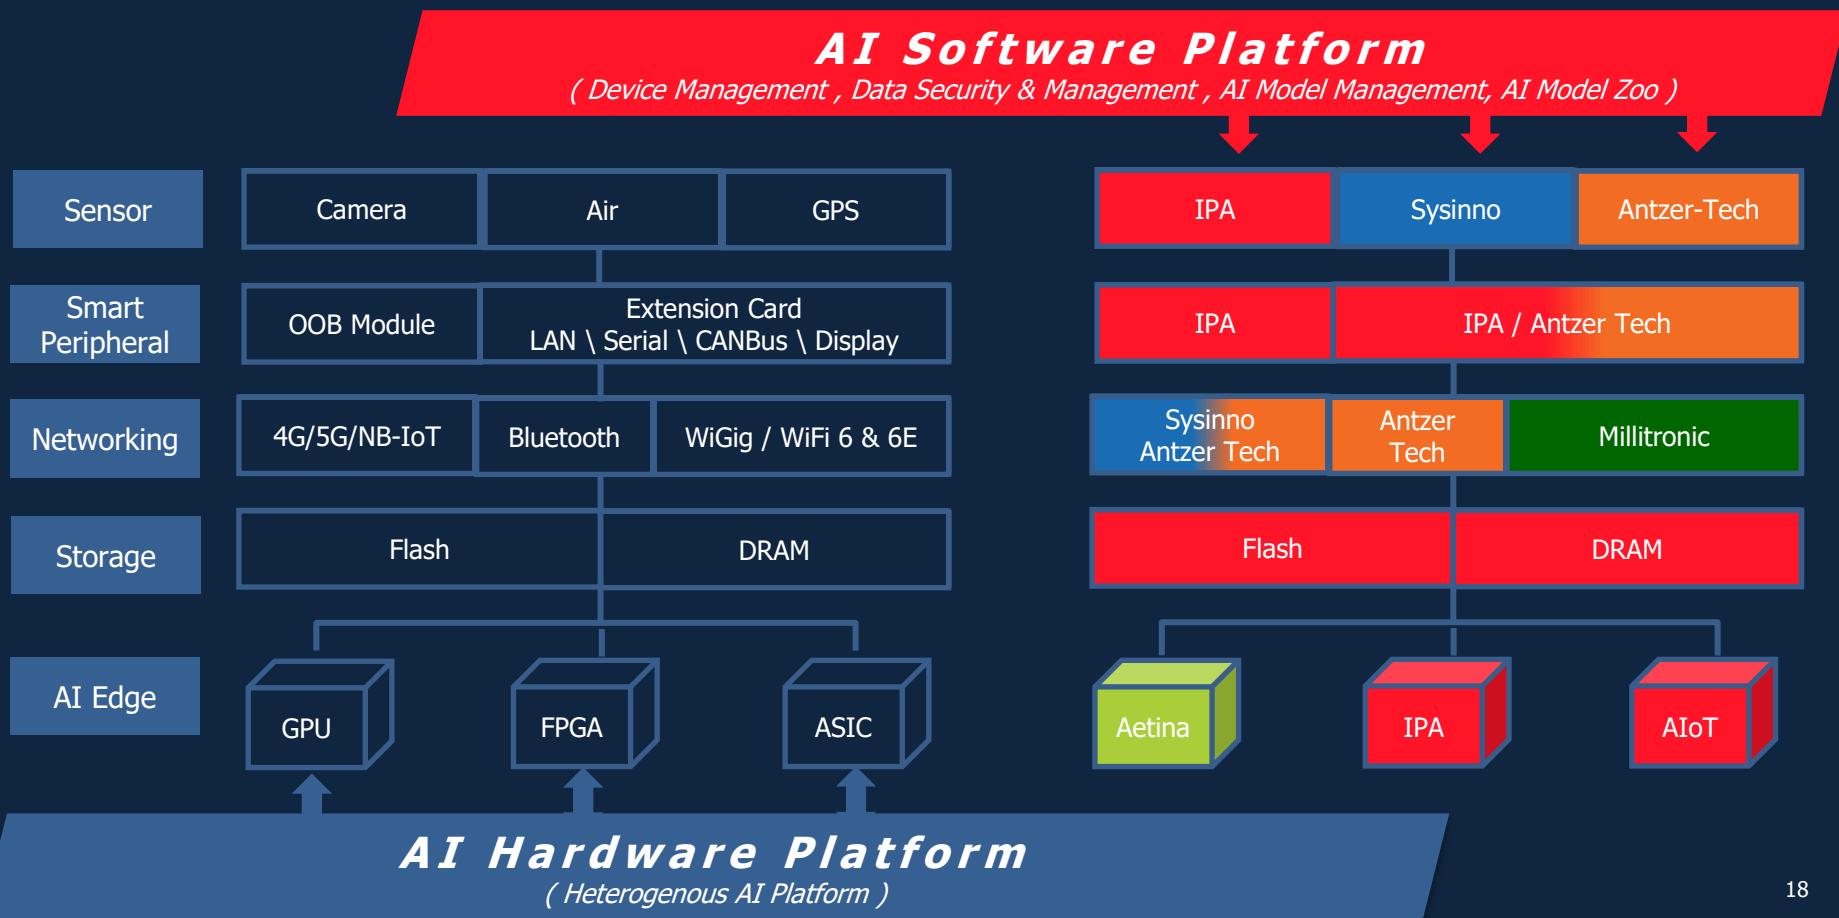 AI Software Platform
( Device Management , Data Security & Management , AI Model Management, AI Model Zoo )
Sensor
Camera
Air
GPS
IPA
Sysinno
Antzer-Tech
Smart
Peripheral
OOB Module
Extension Card
LAN \ Serial \ CANBus \ Display
IPA
IPA / Antzer Tech
Networking
4G/5G/NB-IoT
Bluetooth
WiGig / WiFi 6 & 6E
Sysinno
Antzer Tech
Antzer
Tech
Millitronic
Storage
Flash
DRAM
Flash
DRAM
AI Edge
GPU
FPGA
ASIC
Aetina
IPA
AIoT
AI Hardware Platform
( Heterogenous AI Platform )
18